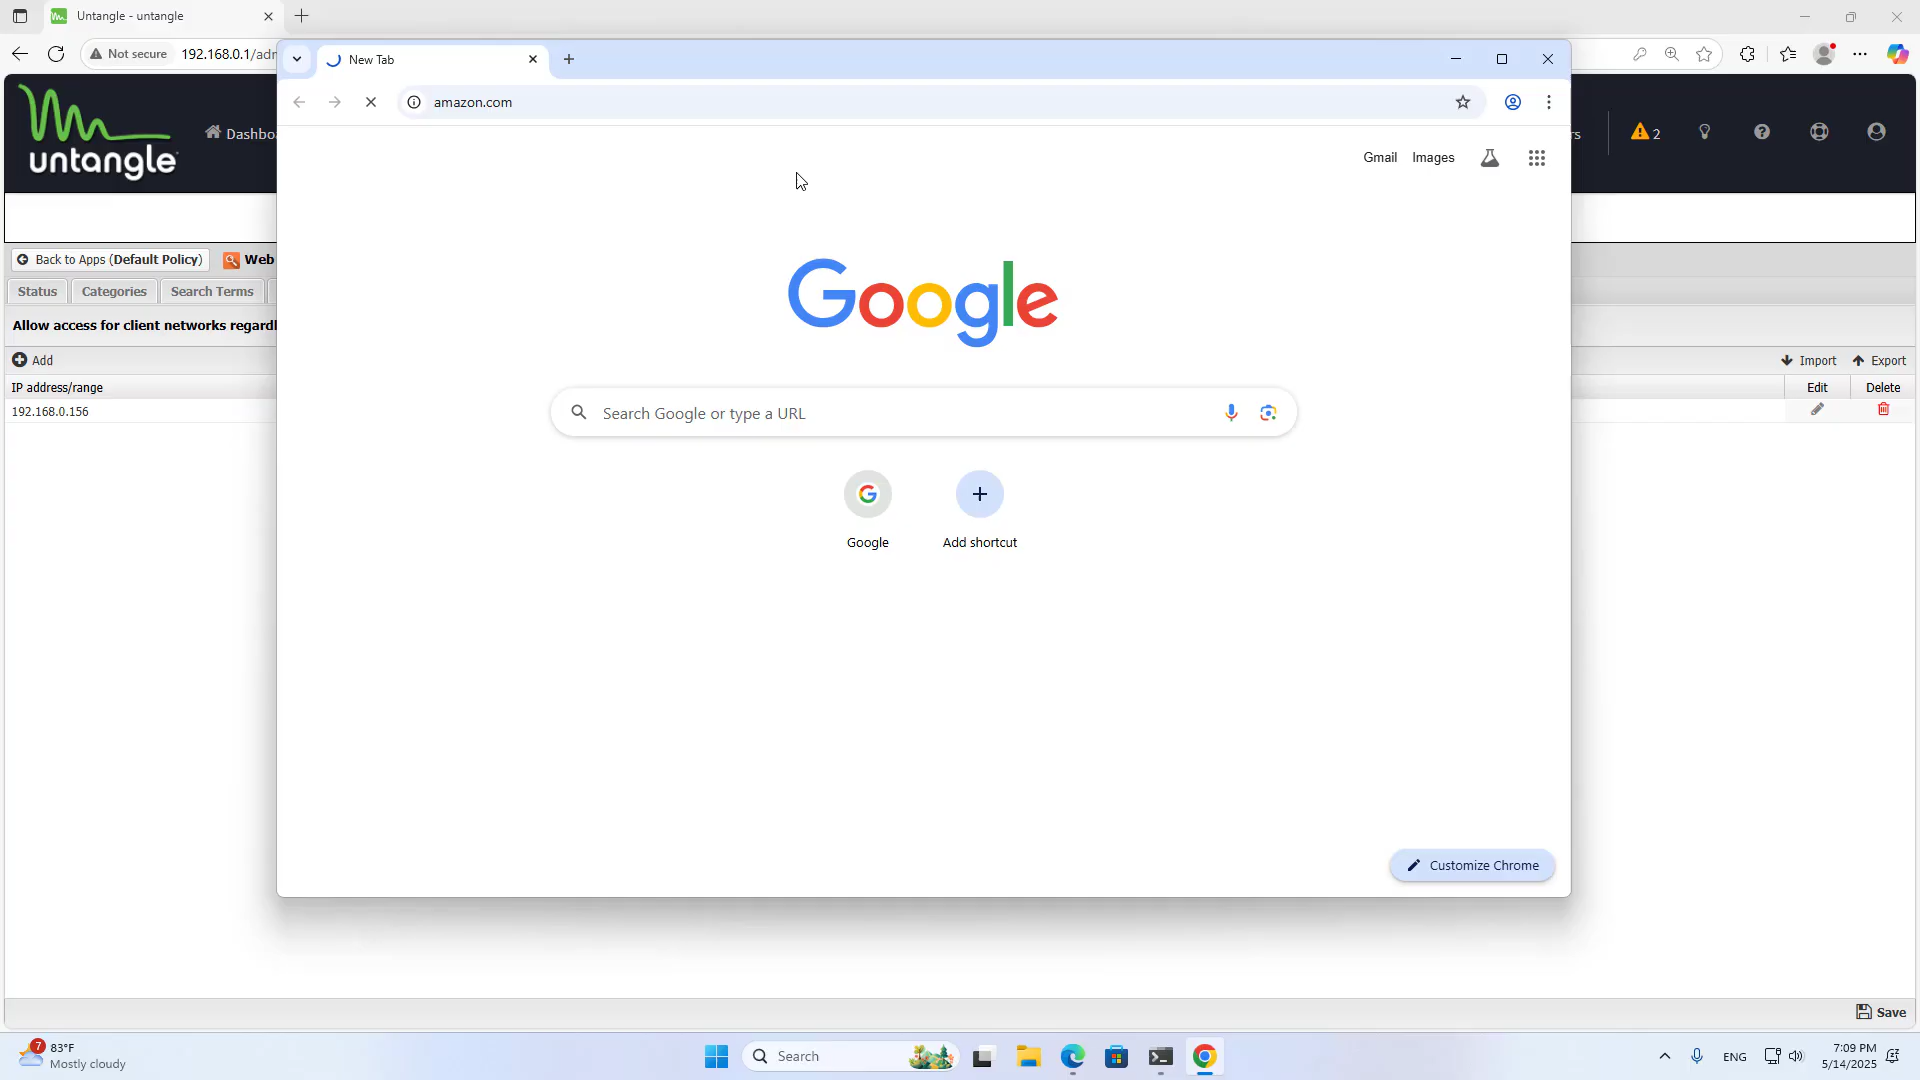 Untangle - untangle
Not secure 192.168.0.1/adr
New Tab
amazon.com
untangle
Dashboa
rs
2
Gmail Images
Google
Back to Apps (Default Policy) Web
Status Categories Search Terms
Allow access for client networks regardl
Add Import Export
IP address/range Edit Delete
192.168.0.156
Search Google or type a URL
Google Add shortcut
Customize Chrome
Save
7
83°F
Mostly cloudy
Search
ENG
7:09 PM
5/14/2025